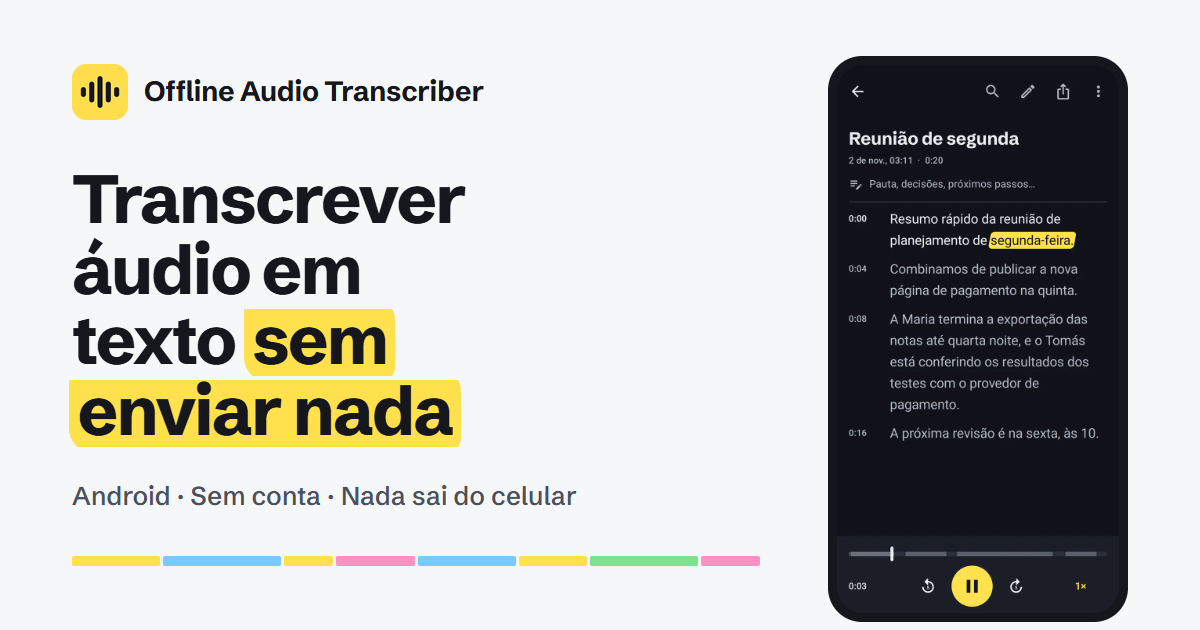 Offline Audio Transcriber
Transcrever
áudio em
texto sem
enviar nada
Android · Sem conta · Nada sai do celular
Reunião de segunda
2 de nov., 03:11 · 0:20
Pauta, decisões, próximos passos...
0:00 Resumo rápido da reunião de
planejamento de segunda-feira.
0:04 Combinamos de publicar a nova
página de pagamento na quinta.
0:08 A Maria termina a exportação das
notas até quarta noite, e o Tomás
está conferindo os resultados dos
testes com o provedor de
pagamento.
0:16 A próxima revisão é na sexta, às 10.
0:03 1×